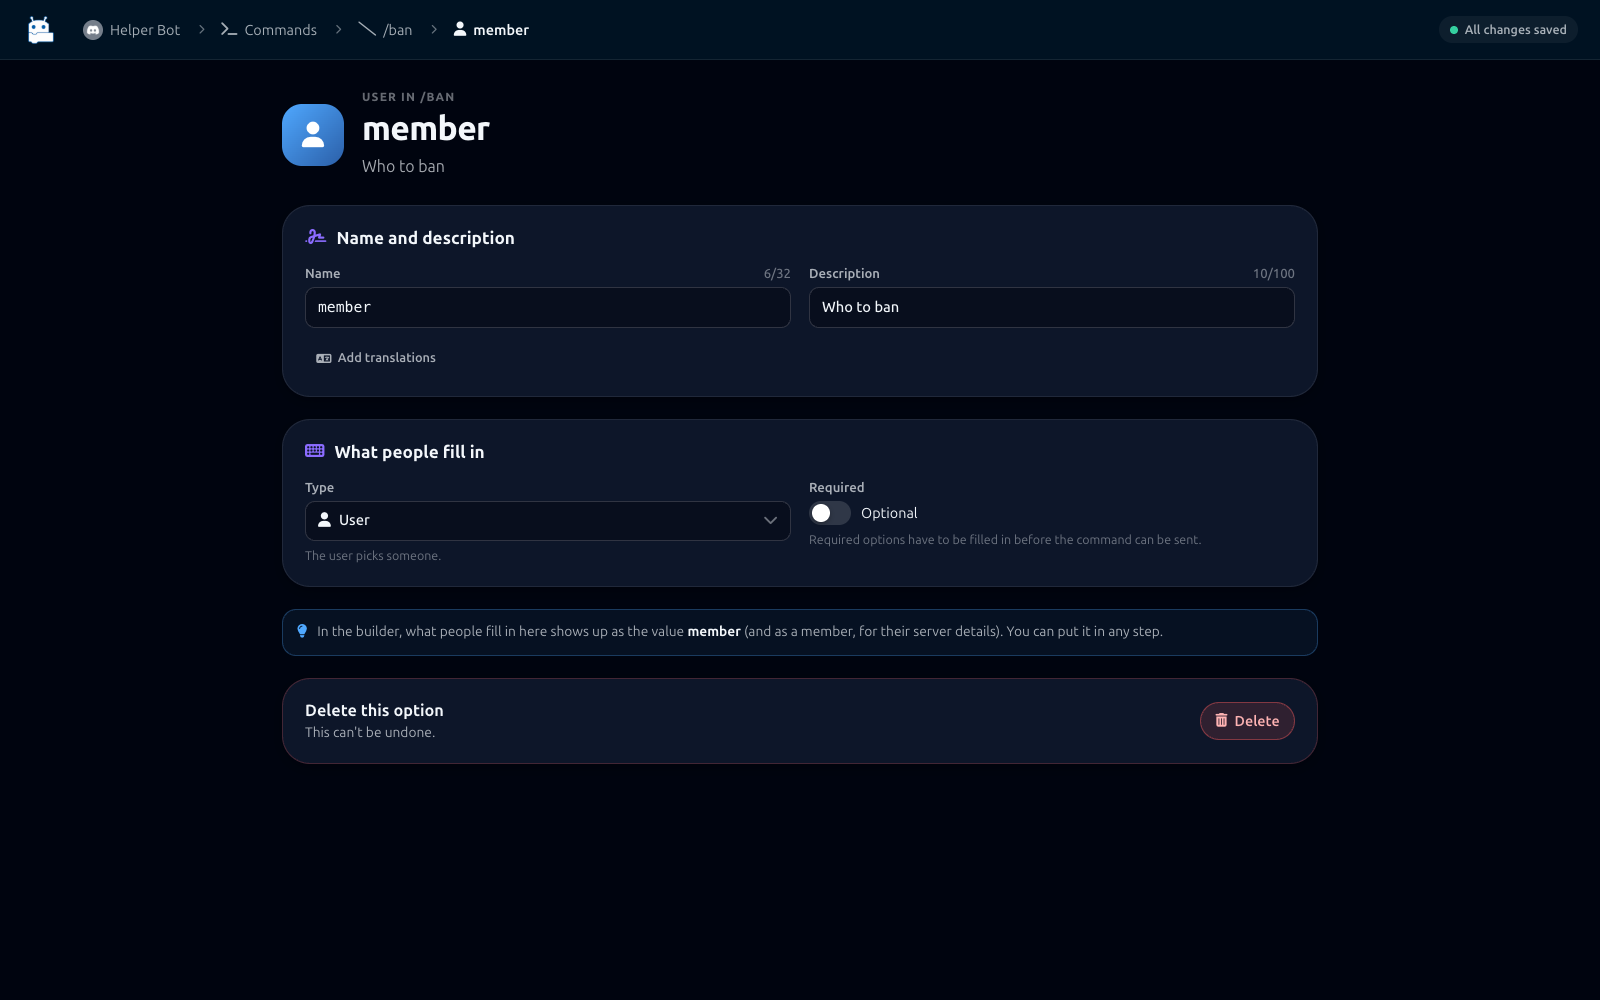 Helper Bot
Commands
/ban
member
All changes saved
USER IN /BAN
member
Who to ban
Name and description
Name 6/32
Description 10/100
member
Who to ban
Add translations
What people fill in
Type
Required
User
Optional
Required options have to be filled in before the command can be sent.
The user picks someone.
In the builder, what people fill in here shows up as the value member (and as a member, for their server details). You can put it in any step.
Delete this option
This can't be undone.
Delete